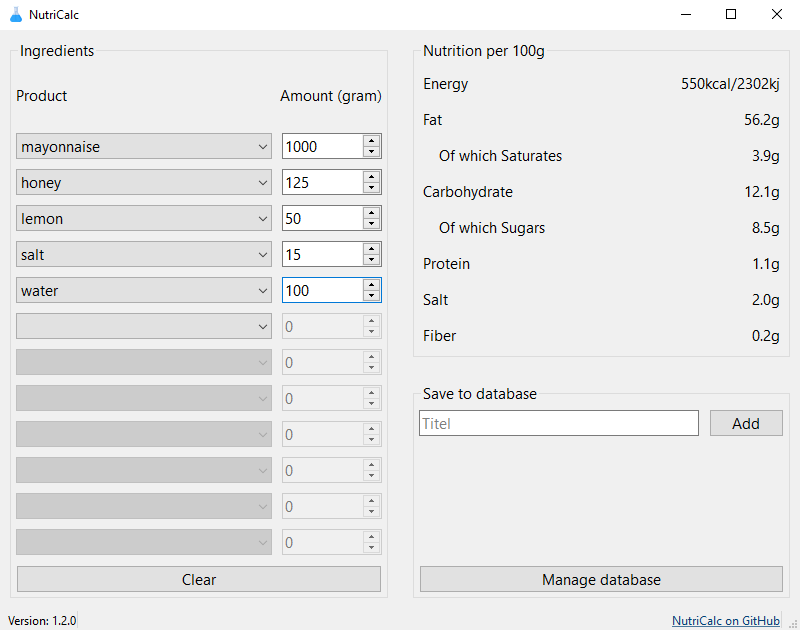 NutriCalc
Ingredients
Product Amount (gram)
mayonnaise 1000
honey 125
lemon 50
salt 15
water 100
0
0
0
0
0
0
0
Clear
Nutrition per 100g
Energy 550kcal/2302kj
Fat 56.2g
Of which Saturates 3.9g
Carbohydrate 12.1g
Of which Sugars 8.5g
Protein 1.1g
Salt 2.0g
Fiber 0.2g
Save to database
Titel Add
Manage database
Version: 1.2.0
NutriCalc on GitHub